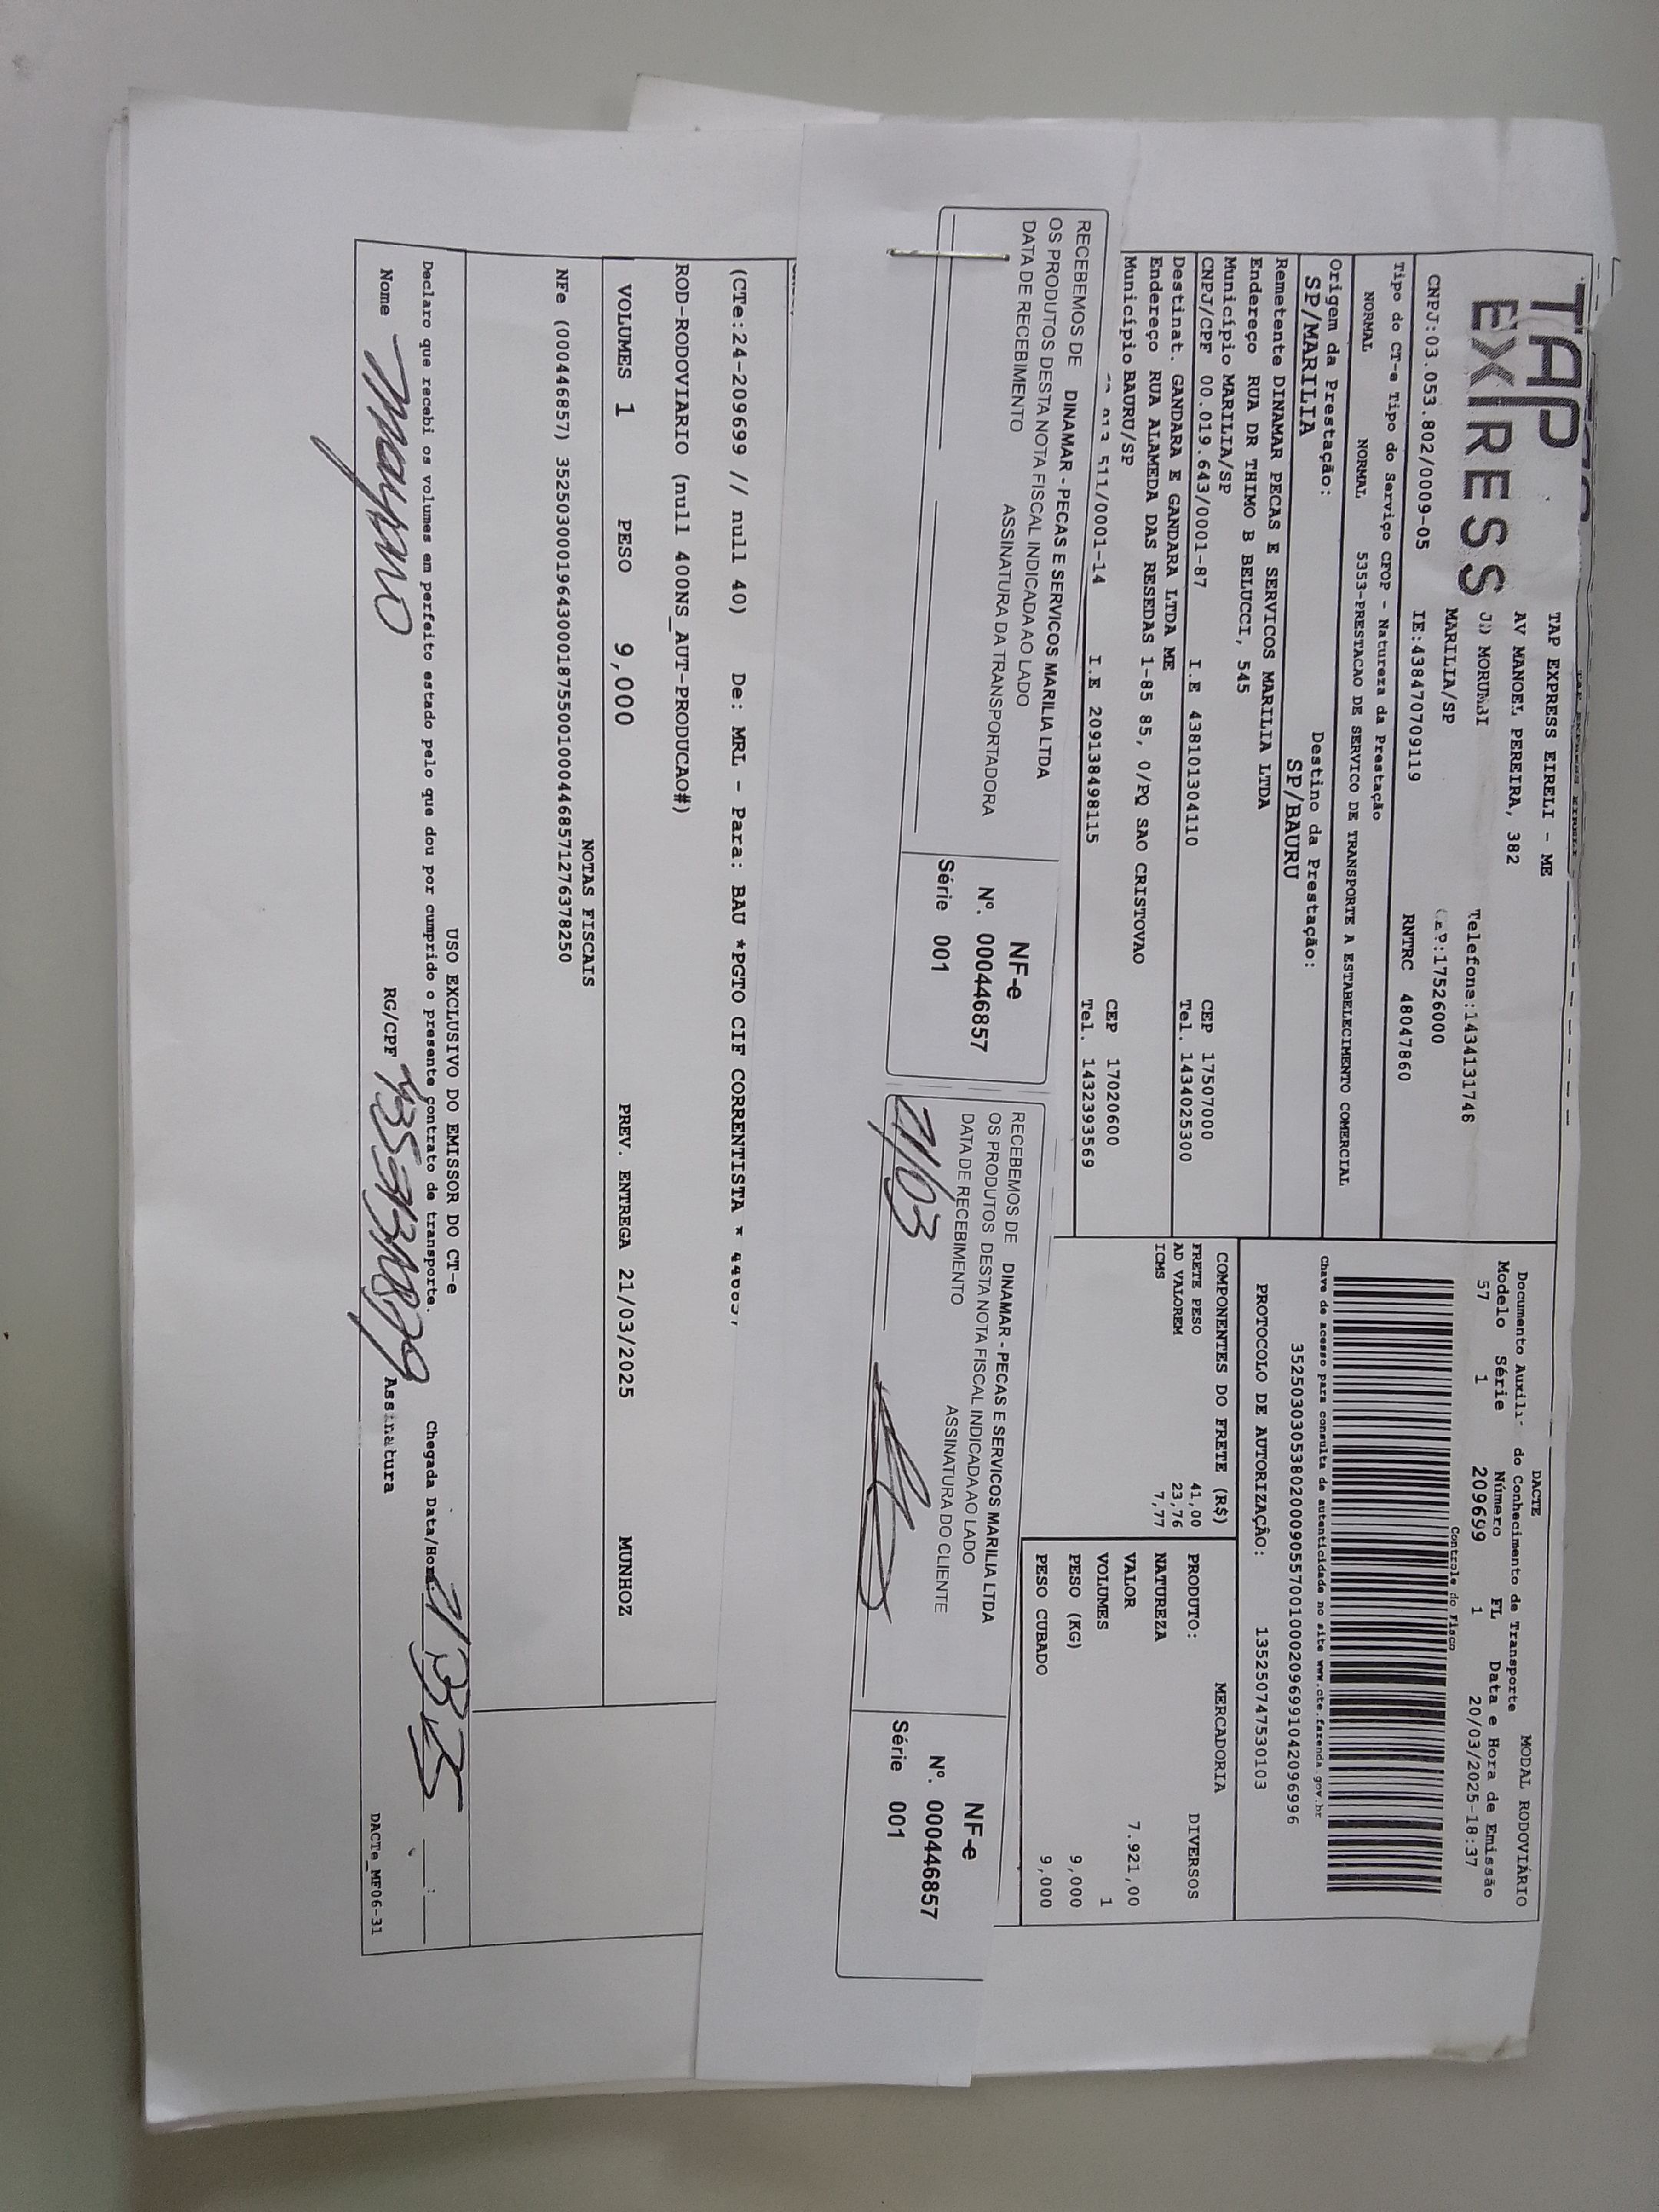 TAP
EXPRESS
TAP EXPRESS EIRELI - ME
AV MANOEL PEREIRA, 382
JD MORUMBI
Telefone:1434131748
MARILIA/SP
CEP:17526000
CNPJ:03.053.802/0009-05
IE:438470709119
RNTRC 48047860
DACTE
MODAL RODOVIÁRIO
do Conhecimento de Transporte
Documento
Modelo Série Número FL Data e Hora de Emissão
57 1 209699 1 20/03/2025-18:37
Controle do Fisco
Chave de acesso para consulta de autenticidade no site www.cte.fazenda.gov.br
35250303053802000905570010002096991042096996
PROTOCOLO DE AUTORIZAÇÃO: 135250747530103
Tipo do CT-e Tipo do Serviço CFOP - Natureza da Prestação
NORMAL NORMAL 5353-PRESTACAO DE SERVICO DE TRANSPORTE A ESTABELECIMENTO COMERCIAL
Origem da Prestação: Destino da Prestação:
SP/MARILIA SP/BAURU
Remetente DINAMAR PECAS E SERVICOS MARILIA LTDA
Endereço RUA DR THIMO B BELUCCI, 545
Município MARILIA/SP CEP 17507000
CNPJ/CPF 00.019.643/0001-87 I.E 438101304110 Tel. 1434025300
Destinat. GANDARA E GANDARA LTDA ME
Endereço RUA ALAMEDA DAS RESEDAS 1-85 85, 0/PQ SAO CRISTOVAO
Município BAURU/SP CEP 17020600
511/0001-14 I.E 209138498115 Tel. 1432393569
COMPONENTES DO FRETE (R$)
FRETE PESO 41,00
AD VALOREM 23,76
ICMS 7,77
MERCADORIA
PRODUTO: DIVERSOS
NATUREZA
VALOR 7.921,00
VOLUMES 1
PESO (KG) 9,000
PESO CUBADO 9,000
RECEBEMOS DE DINAMAR - PECAS E SERVICOS MARILIA LTDA
OS PRODUTOS DESTA NOTA FISCAL INDICADA AO LADO
DATA DE RECEBIMENTO ASSINATURA DA TRANSPORTADORA
NF-e
Nº. 000446857
Série 001
RECEBEMOS DE DINAMAR - PECAS E SERVICOS MARILIA LTDA
OS PRODUTOS DESTA NOTA FISCAL INDICADA AO LADO
DATA DE RECEBIMENTO ASSINATURA DO CLIENTE
21/03
NF-e
Nº. 000446857
Série 001
(CTe:24-209699 // null 40) De: MRL - Para: BAU *PGTO CIF CORRENTISTA *
ROD-RODOVIARIO (null 400NS_AUT-PRODUCAO#)
VOLUMES 1 PESO 9,000 PREV. ENTREGA 21/03/2025 MUNHOZ
NOTAS FISCAIS
NFe (000446857) 35250300019643000187550010004468571276378250
USO EXCLUSIVO DO EMISSOR DO CT-e
Declaro que recebi os volumes em perfeito estado pelo que dou por cumprido o presente contrato de transporte.
Chegada Data/Hora
Nome RG/CPF Assinatura
DACTe_MF06-31